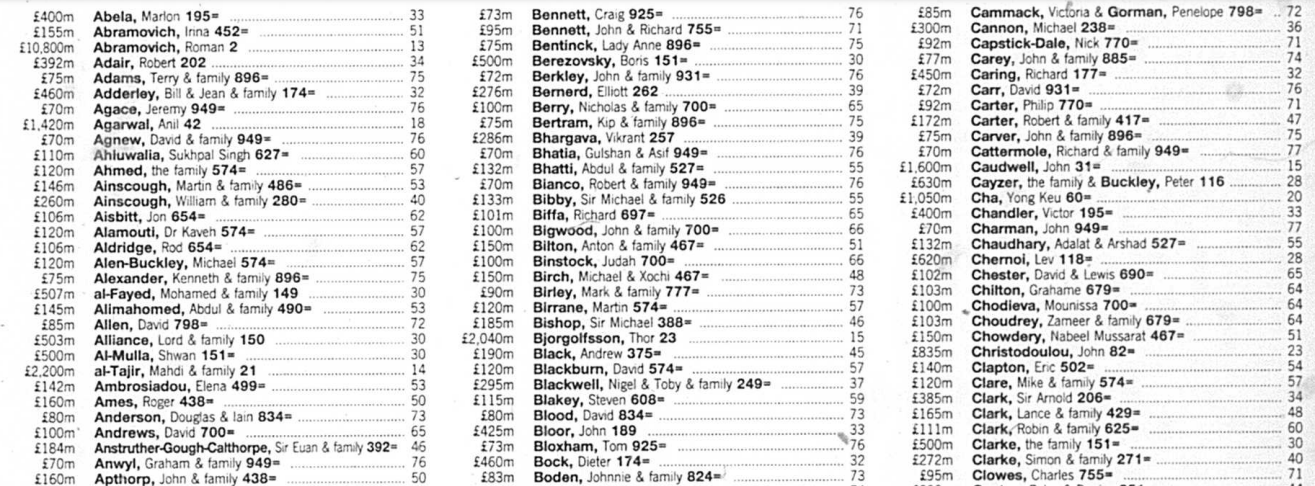 £400m Abela, Marlon 195= 33
£155m Abramovich, Irina 452= 51
£10,800m Abramovich, Roman 2 13
£392m Adair, Robert 202 34
£75m Adams, Terry & family 896= 75
£460m Adderley, Bill & Jean & family 174= 32
£70m Agace, Jeremy 949= 76
£1,420m Agarwal, Anil 42 18
£70m Agnew, David & family 949= 76
£110m Ahluwalia, Sukhpal Singh 627= 60
£120m Ahmed, the family 574= 57
£146m Ainscough, Martin & family 486= 53
£260m Ainscough, William & family 280= 40
£106m Aisbitt, Jon 654= 62
£120m Alamouti, Dr Kaveh 574= 57
£106m Aldridge, Rod 654= 62
£120m Alen-Buckley, Michael 574= 57
£75m Alexander, Kenneth & family 896= 75
£507m al-Fayed, Mohamed & family 149 30
£145m Alimahomed, Abdul & family 490= 53
£85m Allen, David 798= 72
£503m Alliance, Lord & family 150 30
£500m Al-Mulla, Shwan 151= 30
£2,200m al-Tajir, Mahdi & family 21 14
£142m Ambrosiadou, Elena 499= 53
£160m Ames, Roger 438= 50
£80m Anderson, Douglas & Iain 834= 73
£100m Andrews, David 700= 65
£184m Anstruther-Gough-Calthorpe, Sir Euan & family 392= 46
£70m Anwyl, Graham & family 949= 76
£160m Apthorp, John & family 438= 50
£73m Bennett, Craig 925= 76
£95m Bennett, John & Richard 755= 71
£75m Bentinck, Lady Anne 896= 75
£500m Berezovsky, Boris 151= 30
£72m Berkley, John & family 931= 76
£276m Bernerd, Elliott 262 39
£100m Berry, Nicholas & family 700= 65
£75m Bertram, Kip & family 896= 75
£286m Bhargava, Vikrant 257 39
£70m Bhatia, Gulshan & Asif 949= 76
£132m Bhatti, Abdul & family 527= 55
£70m Bianco, Robert & family 949= 76
£133m Bibby, Sir Michael & family 526 55
£101m Biffa, Richard 697= 65
£100m Bigwood, John & family 700= 66
£150m Bilton, Anton & family 467= 51
£100m Binstock, Judah 700= 66
£150m Birch, Michael & Xochi 467= 48
£90m Birley, Mark & family 777= 73
£120m Birrane, Martin 574= 57
£185m Bishop, Sir Michael 388= 46
£2,040m Bjorgolfsson, Thor 23 15
£190m Black, Andrew 375= 45
£120m Blackburn, David 574= 57
£295m Blackwell, Nigel & Toby & family 249= 37
£115m Blakey, Steven 608= 59
£80m Blood, David 834= 73
£425m Bloor, John 189 33
£73m Bloxham, Tom 925= 76
£460m Bock, Dieter 174= 32
£83m Boden, Johnnie & family 824= 73
£85m Cammack, Victoria & Gorman, Penelope 798= 72
£300m Cannon, Michael 238= 36
£92m Capstick-Dale, Nick 770= 71
£77m Carey, John & family 885= 74
£450m Caring, Richard 177= 32
£72m Carr, David 931= 76
£92m Carter, Philip 770= 71
£172m Carter, Robert & family 417= 47
£75m Carver, John & family 896= 75
£70m Cattermole, Richard & family 949= 77
£1,600m Caudwell, John 31= 15
£630m Cayzer, the family & Buckley, Peter 116 28
£1,050m Cha, Yong Keu 60= 20
£400m Chandler, Victor 195= 33
£70m Charman, John 949= 77
£132m Chaudhary, Adalat & Arshad 527= 55
£620m Chernoi, Lev 118= 28
£102m Chester, David & Lewis 690= 65
£103m Chilton, Grahame 679= 64
£100m Chodieva, Mounissa 700= 64
£103m Choudrey, Zameer & family 679= 64
£150m Chowdery, Nabeel Mussarat 467= 51
£835m Christodoulou, John 82= 23
£140m Clapton, Eric 502= 54
£120m Clare, Mike & family 574= 57
£385m Clark, Sir Arnold 206= 34
£165m Clark, Lance & family 429= 48
£111m Clark, Robin & family 625= 60
£500m Clarke, the family 151= 30
£272m Clarke, Simon & family 271= 40
£95m Clowes, Charles 755= 71